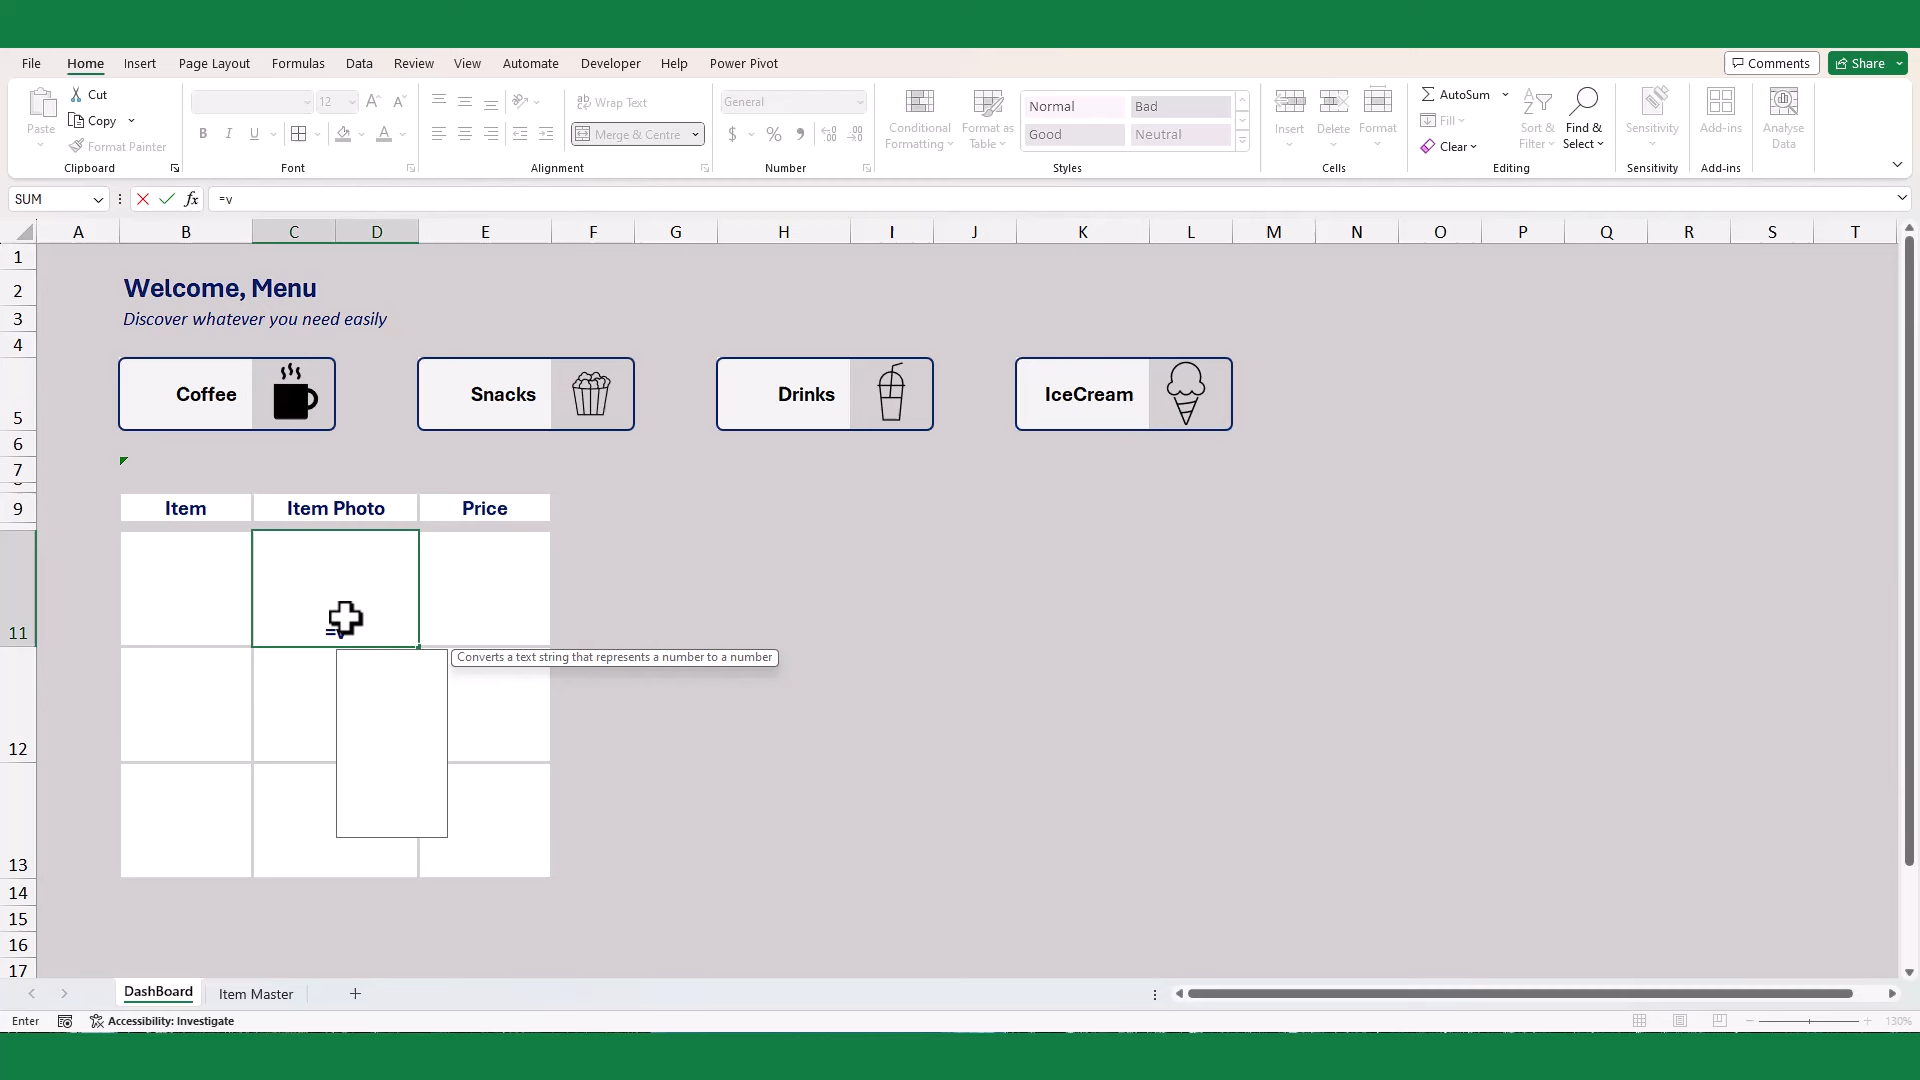 File Home Insert Page Layout Formulas Data Review View Automate Developer Help Power Pivot Comments Share
Cut
Copy
Format Painter
Paste
Clipboard
12
B I U A
Font
Wrap Text
Merge & Centre
Alignment
General
$ %
Number
Conditional Formatting
Format as Table
Normal Bad
Good Neutral
Styles
Insert Delete Format
Cells
AutoSum
Fill
Clear
Sort & Filter
Find & Select
Editing
Sensitivity
Sensitivity
Add-ins
Add-ins
Analyse Data
SUM fx =v
A B C D E F G H I J K L M N O P Q R S T
1
2 Welcome, Menu
3 Discover whatever you need easily
4
5 Coffee Snacks Drinks IceCream
6
7
9 Item Item Photo Price
11
Converts a text string that represents a number to a number
12
13
14
15
16
17
DashBoard Item Master
Enter Accessibility: Investigate 130%